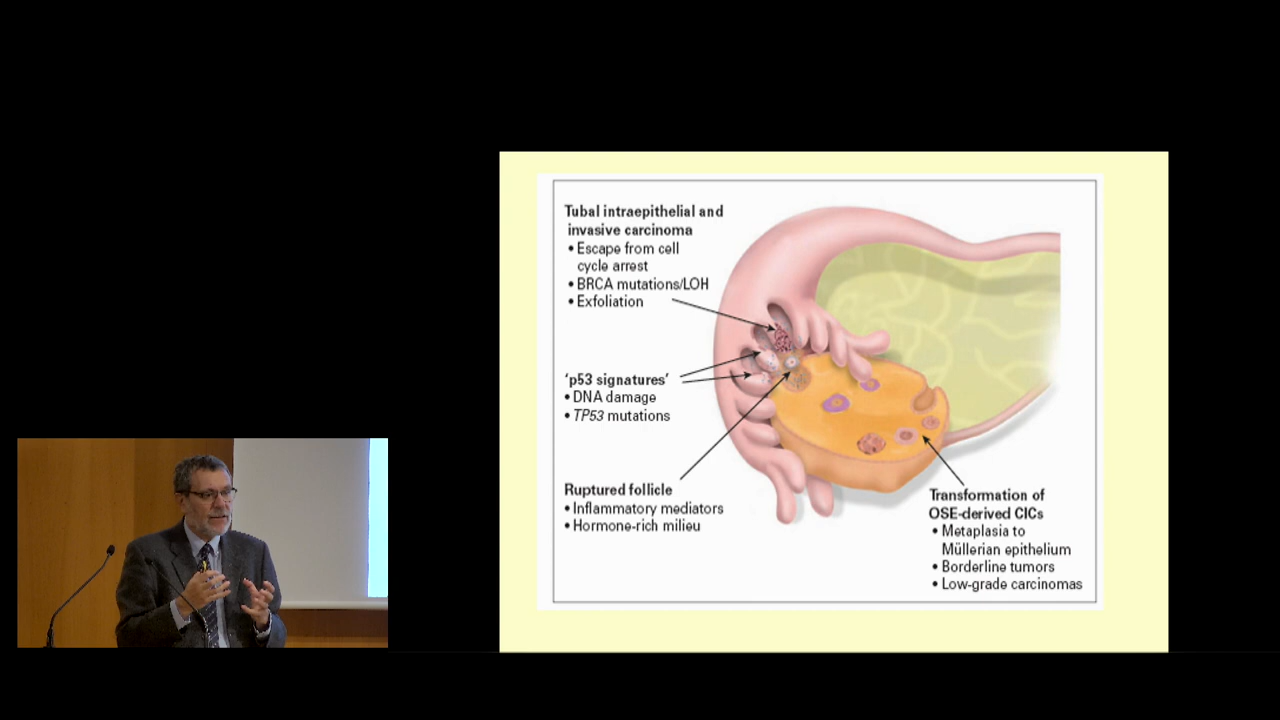 Tubal intraepithelial and
invasive carcinoma
• Escape from cell
cycle arrest
• BRCA mutations/LOH
• Exfoliation
‘p53 signatures’
• DNA damage
• TP53 mutations
Ruptured follicle
• Inflammatory mediators
• Hormone-rich milieu
Transformation of
OSE-derived CICs
• Metaplasia to
Müllerian epithelium
• Borderline tumors
• Low-grade carcinomas